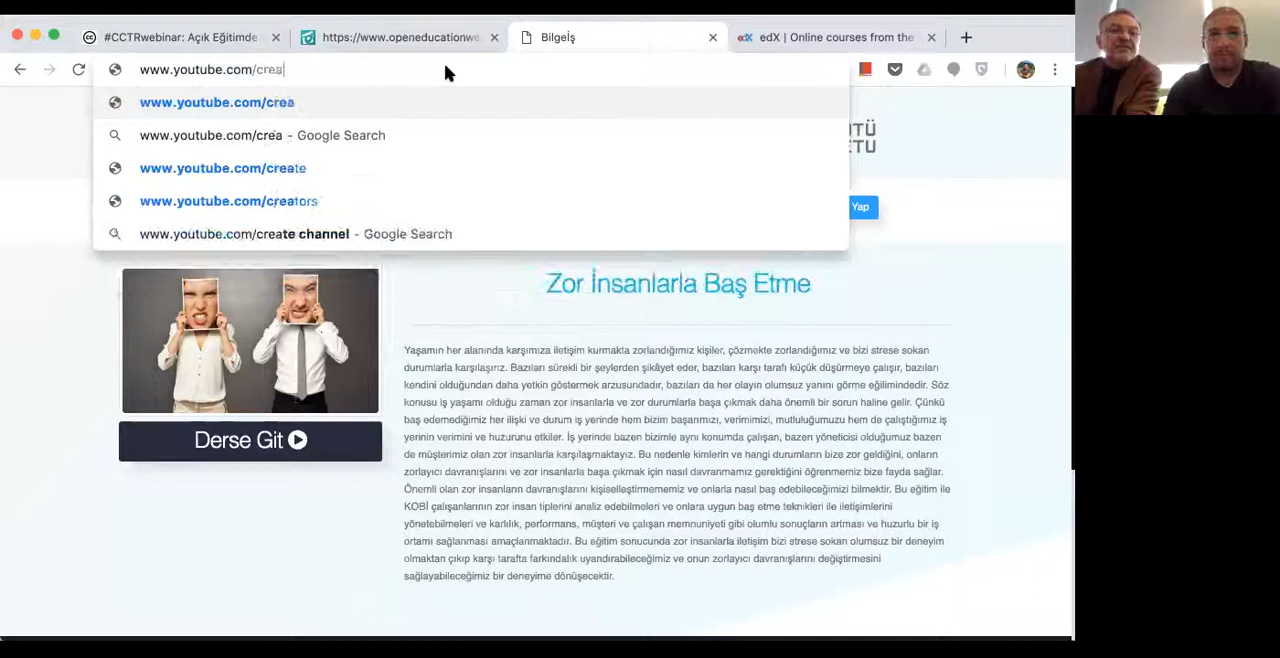 #CCTRwebinar: Açık Eğitimde
https://www.openeducationwe
Bilgeİş
edX | Online courses from the
www.youtube.com/crea
www.youtube.com/crea
www.youtube.com/crea - Google Search
www.youtube.com/create
www.youtube.com/creators
www.youtube.com/create channel - Google Search
TÜ
ETU
Yap
Derse Git
Zor İnsanlarla Baş Etme
Yaşamın her alanında karşımıza iletişim kurmakta zorlandığımız kişiler, çözmekte zorlandığımız ve bizi strese sokan
durumlarla karşılaşırız. Bazıları sürekli bir şeylerden şikâyet eder, bazıları karşı tarafı küçük düşürmeye çalışır, bazıları
kendini olduğundan daha yetkin göstermek arzusundadır, bazıları da her olayın olumsuz yanını görme eğilimindedir. Söz
konusu iş yaşamı olduğu zaman zor insanlarla ve zor durumlarla başa çıkmak daha önemli bir sorun haline gelir. Çünkü
baş edemediğimiz her ilişki ve durum iş yerinde hem bizim başarımızı, verimimizi, mutluluğumuzu hem de çalıştığımız iş
yerinin verimini ve huzurunu etkiler. İş yerinde bazen bizimle aynı konumda çalışan, bazen yöneticisi olduğumuz bazen
de müşterimiz olan zor insanlarla karşılaşmaktayız. Bu nedenle kimlerin ve hangi durumların bize zor geldiğini, onların
zorlayıcı davranışlarını ve zor insanlarla başa çıkmak için nasıl davranmamız gerektiğini öğrenmemiz bize fayda sağlar.
Önemli olan zor insanların davranışlarını kişiselleştirmememiz ve onlarla nasıl baş edebileceğimizi bilmektir. Bu eğitim ile
KOBİ çalışanlarının zor insan tiplerini analiz edebilmeleri ve onlara uygun baş etme teknikleri ile iletişimlerini
yönetebilmeleri ve karlılık, performans, müşteri ve çalışan memnuniyeti gibi olumlu sonuçların artması ve huzurlu bir iş
ortamı sağlanması amaçlanmaktadır. Bu eğitim sonucunda zor insanlarla iletişim bizi strese sokan olumsuz bir deneyim
olmaktan çıkıp karşı tarafta farkındalık uyandırabileceğimiz ve onun zorlayıcı davranışlarını değiştirmesini
sağlayabileceğimiz bir deneyime dönüşecektir.